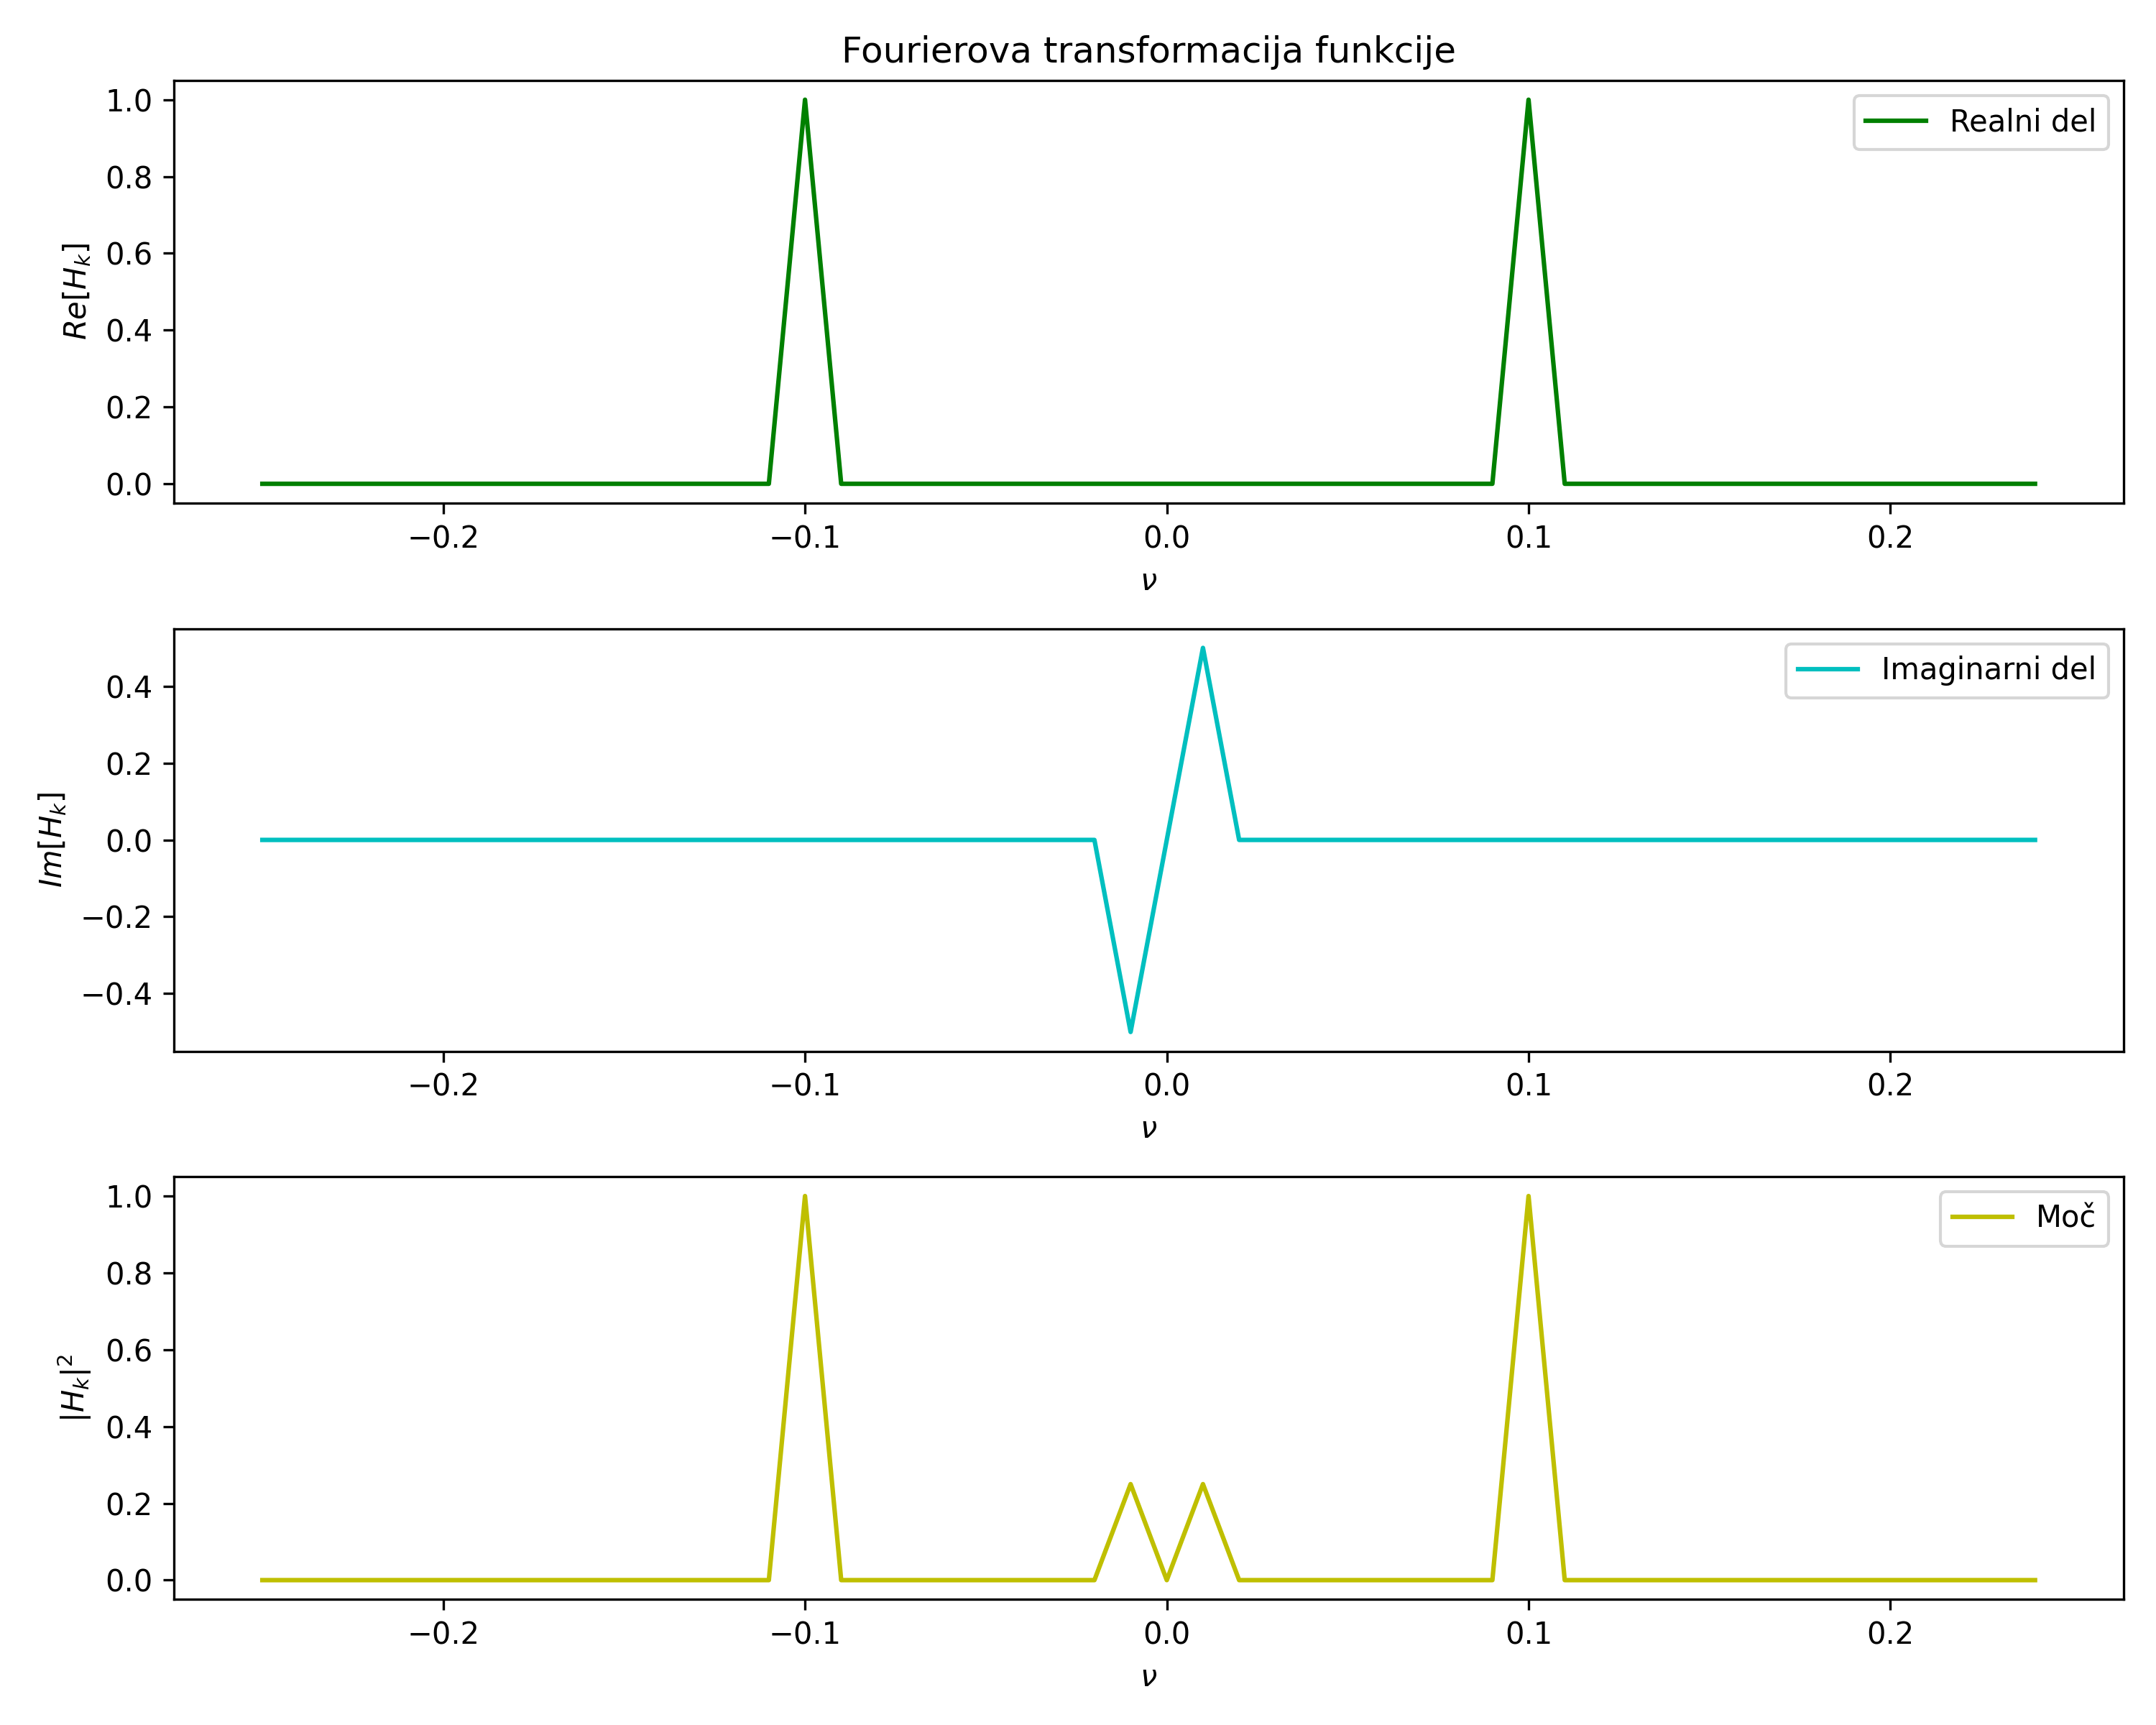 Fourierova transformacija funkcije
Realni del
Re[H_k]
1.0
0.8
0.6
0.4
0.2
0.0
−0.2 −0.1 0.0 0.1 0.2
ν
Imaginarni del
Im[H_k]
0.4
0.2
0.0
−0.2
−0.4
−0.2 −0.1 0.0 0.1 0.2
ν
Moč
|H_k|²
1.0
0.8
0.6
0.4
0.2
0.0
−0.2 −0.1 0.0 0.1 0.2
ν